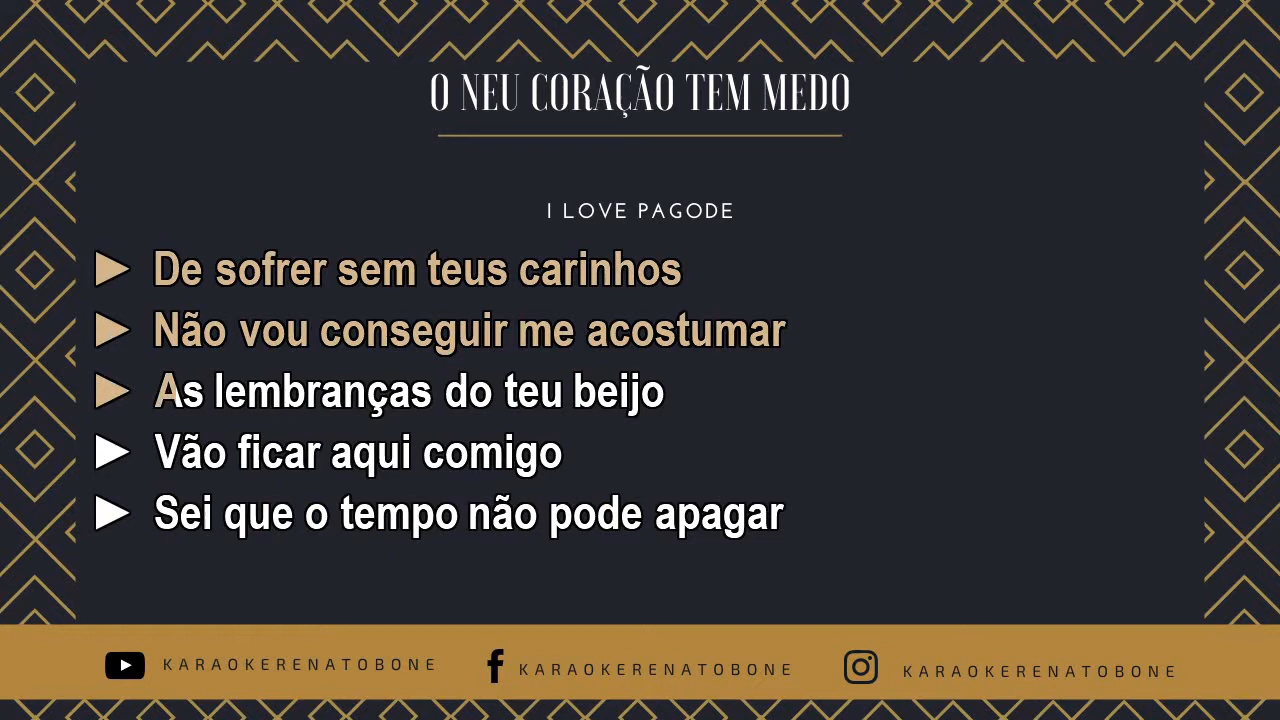 O NEU CORAÇÃO TEM MEDO
I LOVE PAGODE
De sofrer sem teus carinhos
Não vou conseguir me acostumar
As lembranças do teu beijo
Vão ficar aqui comigo
Sei que o tempo não pode apagar
KARAOKERENATOBONE KARAOKERENATOBONE KARAOKERENATOBONE